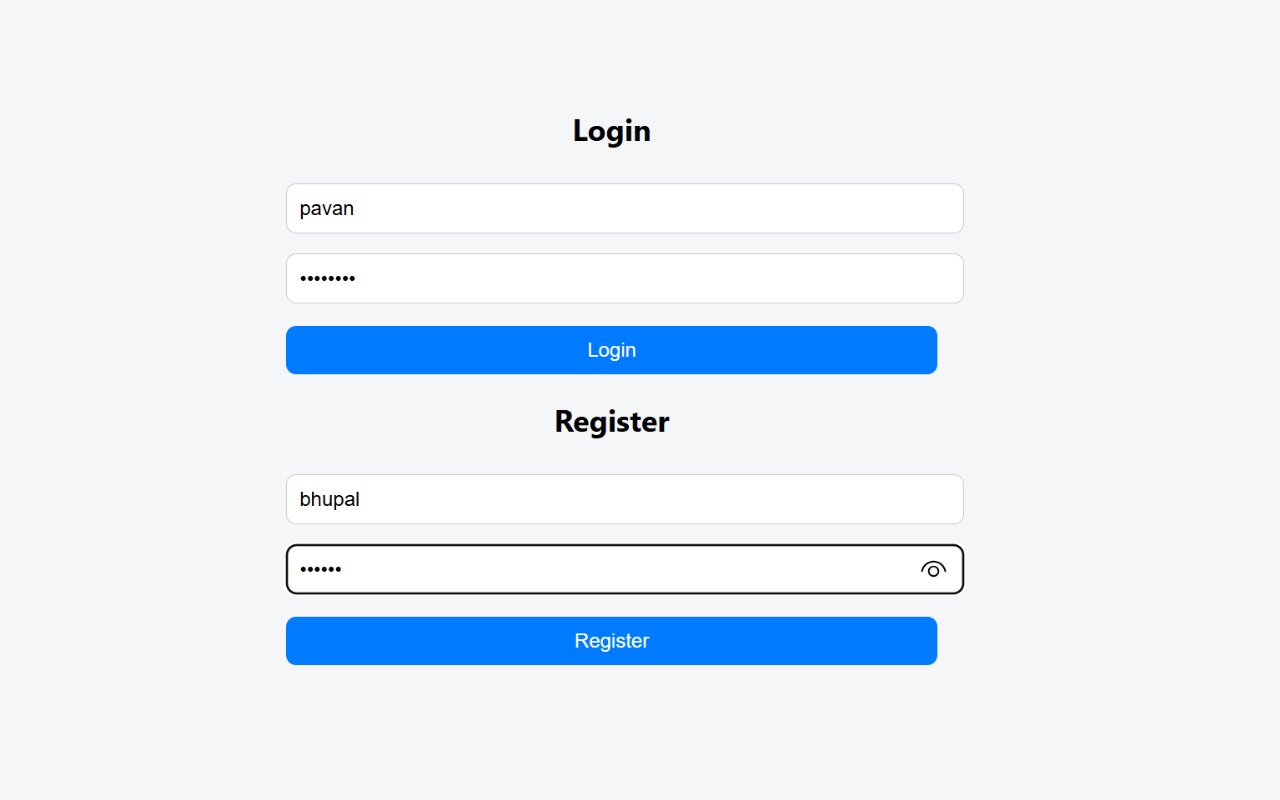 Login
pavan
••••••••
Login
Register
bhupal
••••••
Register